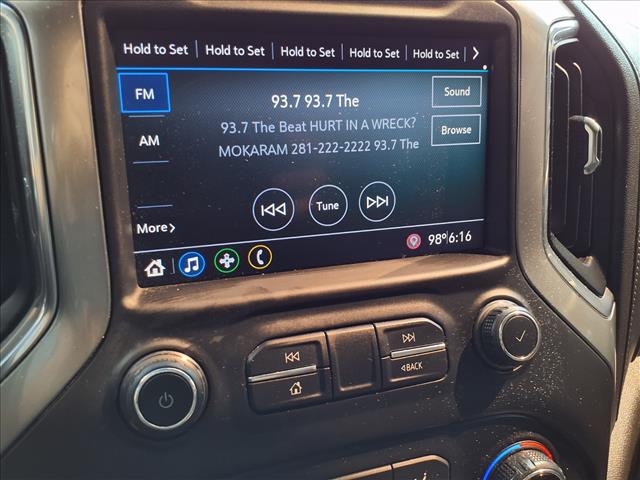 Hold to Set Hold to Set Hold to Set Hold to Set Hold to Set
FM
93.7 93.7 The
Sound
AM
93.7 The Beat HURT IN A WRECK?
Browse
MOKARAM 281-222-2222 93.7 The
Tune
More
98° 6:16
BACK